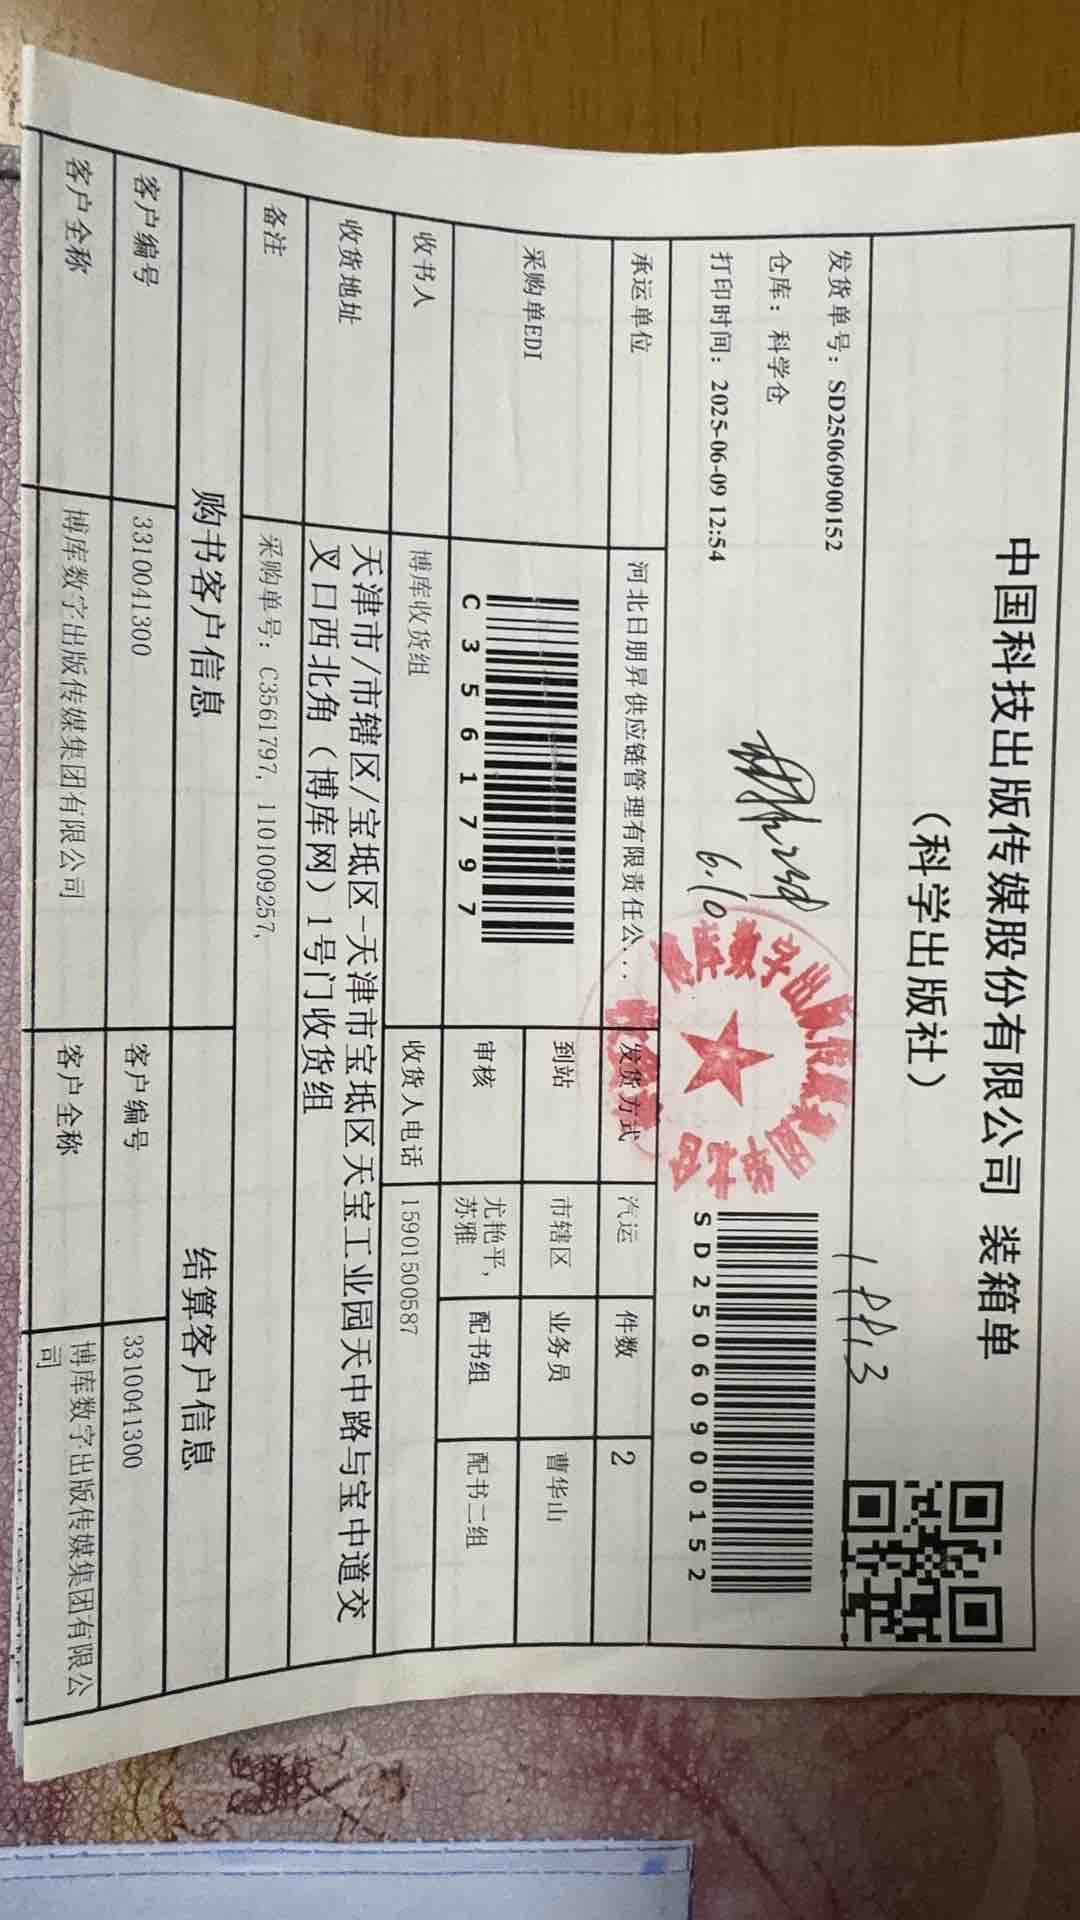 中国科技出版传媒股份有限公司 装箱单
（科学出版社）
发货单号：SD25060900152
仓库：科学仓
打印时间：2025-06-09 12:54
6.10
SD25060900152
承运单位 河北日朋昇供应链管理有限责任公... 发货方式 汽运 件数 2
采购单EDI C3561797 到站 市辖区 业务员 曹华山
审核 尤艳平，苏雅 配书组 配书二组
收书人 博库收货组 收货人电话 15901500587
收货地址 天津市/市辖区/宝坻区-天津市宝坻区天宝工业园天中路与宝中道交
叉口西北角（博库网）1号门收货组
备注 采购单号：C3561797，1101009257，
购书客户信息 结算客户信息
客户编号 3310041300 客户编号 3310041300
客户全称 博库数字出版传媒集团有限公司 客户全称 博库数字出版传媒集团有限公
司